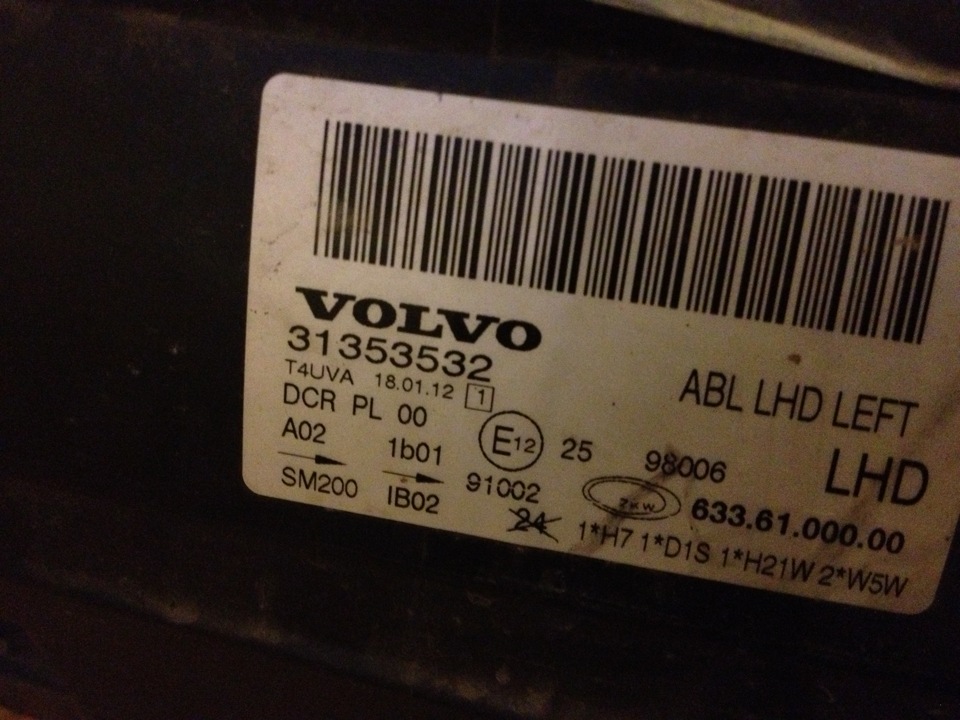 VOLVO
31353532
T4UVA 18.01.12 1
DCR PL 00
A02 1b01 E12 25 98006
SM200 IB02 91002 zkw 633.61.000.00
24 1*H7 1*D1S 1*H21W 2*W5W
ABL LHD LEFT
LHD